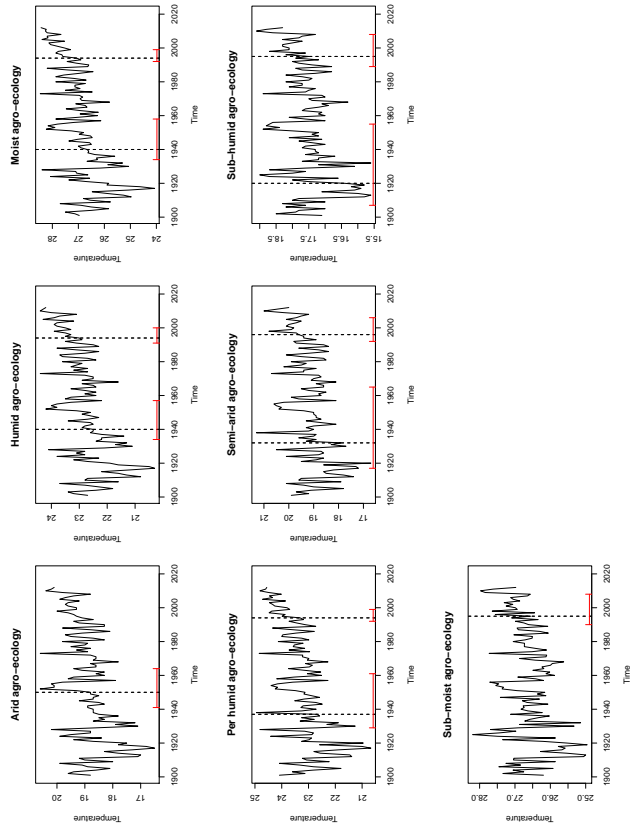 Arid agro−ecology
Temperature
20
19
18
17
1900 1920 1940 1960 1980 2000 2020
Time
Humid agro−ecology
Temperature
24
23
22
21
1900 1920 1940 1960 1980 2000 2020
Time
Moist agro−ecology
Temperature
28
27
26
25
24
1900 1920 1940 1960 1980 2000 2020
Time
Per humid agro−ecology
Temperature
25
24
23
22
21
1900 1920 1940 1960 1980 2000 2020
Time
Semi−arid agro−ecology
Temperature
21
20
19
18
17
1900 1920 1940 1960 1980 2000 2020
Time
Sub−humid agro−ecology
Temperature
18.5
17.5
16.5
15.5
1900 1920 1940 1960 1980 2000 2020
Time
Sub−moist agro−ecology
Temperature
28.0
27.0
26.0
25.0
1900 1920 1940 1960 1980 2000 2020
Time